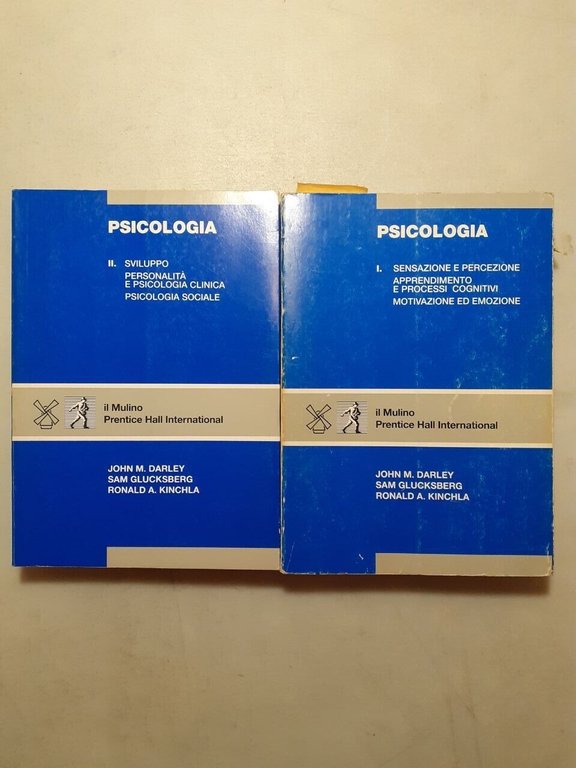 PSICOLOGIA
II. SVILUPPO
PERSONALITÀ
E PSICOLOGIA CLINICA
PSICOLOGIA SOCIALE
il Mulino
Prentice Hall International
JOHN M. DARLEY
SAM GLUCKSBERG
RONALD A. KINCHLA
PSICOLOGIA
I. SENSAZIONE E PERCEZIONE
APPRENDIMENTO
E PROCESSI COGNITIVI
MOTIVAZIONE ED EMOZIONE
il Mulino
Prentice Hall International
JOHN M. DARLEY
SAM GLUCKSBERG
RONALD A. KINCHLA